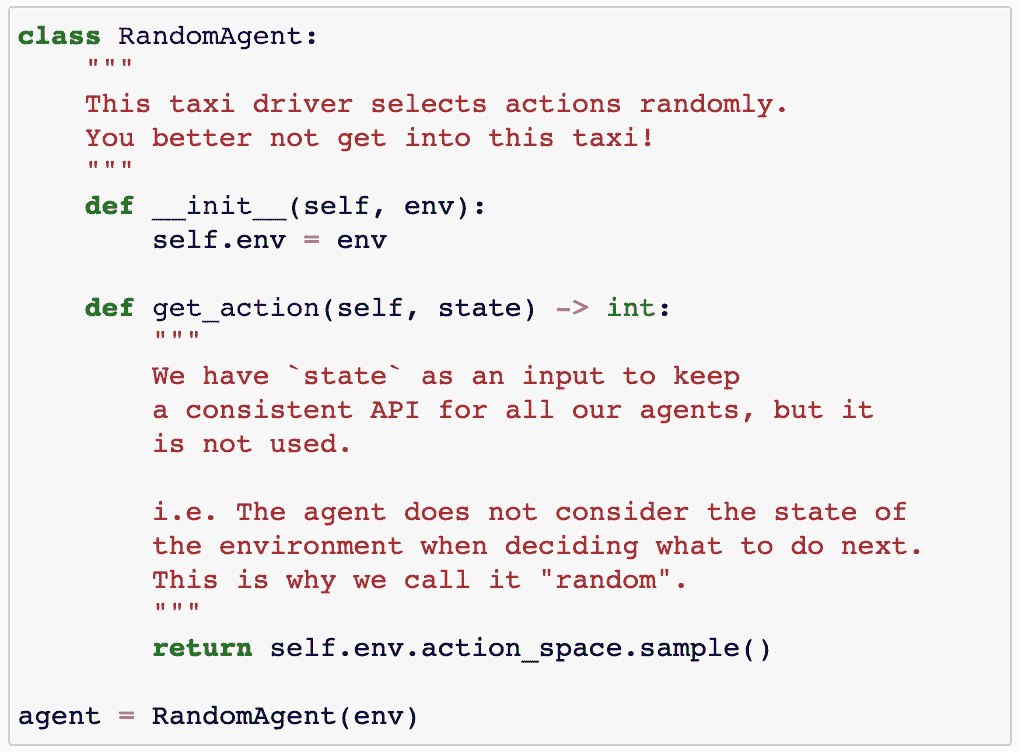 class RandomAgent:
    """
    This taxi driver selects actions randomly.
    You better not get into this taxi!
    """
    def __init__(self, env):
        self.env = env

    def get_action(self, state) -> int:
        """
        We have `state` as an input to keep
        a consistent API for all our agents, but it
        is not used.

        i.e. The agent does not consider the state of
        the environment when deciding what to do next.
        This is why we call it "random".
        """
        return self.env.action_space.sample()

agent = RandomAgent(env)